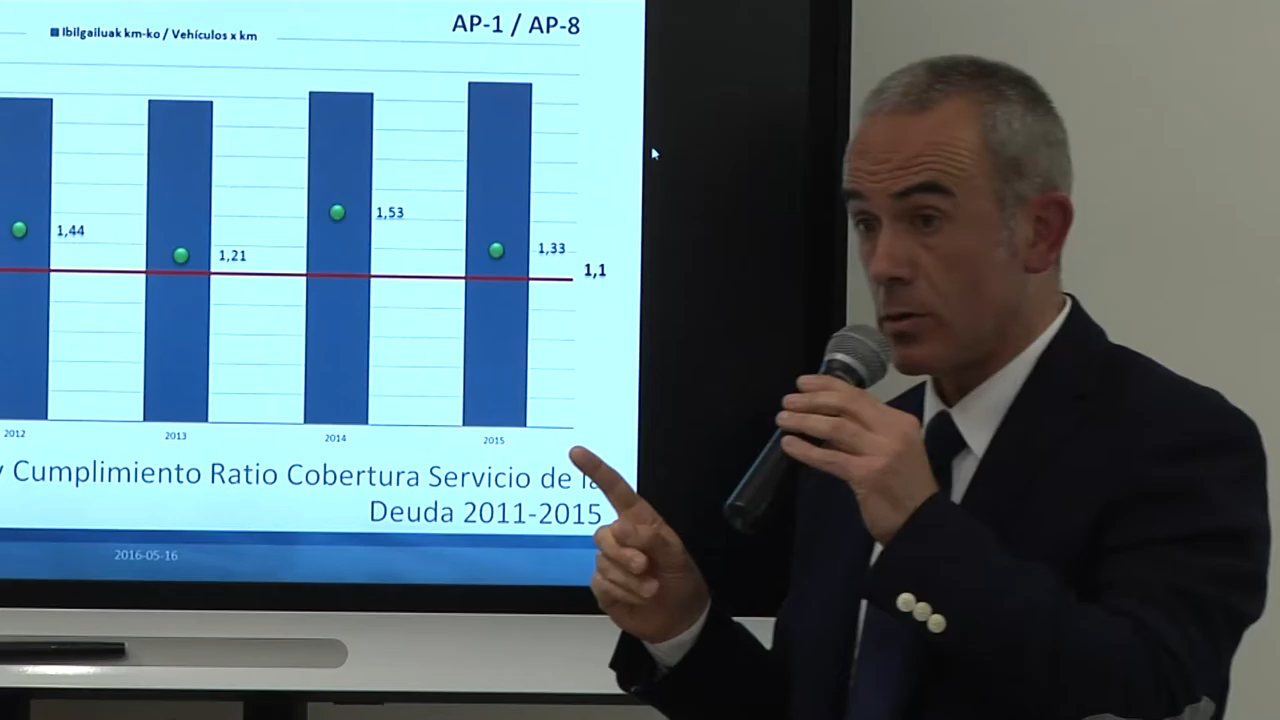 AP-1 / AP-8
Ibilgailuak km-ko / Vehículos x km
1,44
1,21
1,53
1,33
1,1
2012
2013
2014
2015
y Cumplimiento Ratio Cobertura Servicio de la
Deuda 2011-2015
2016-05-16